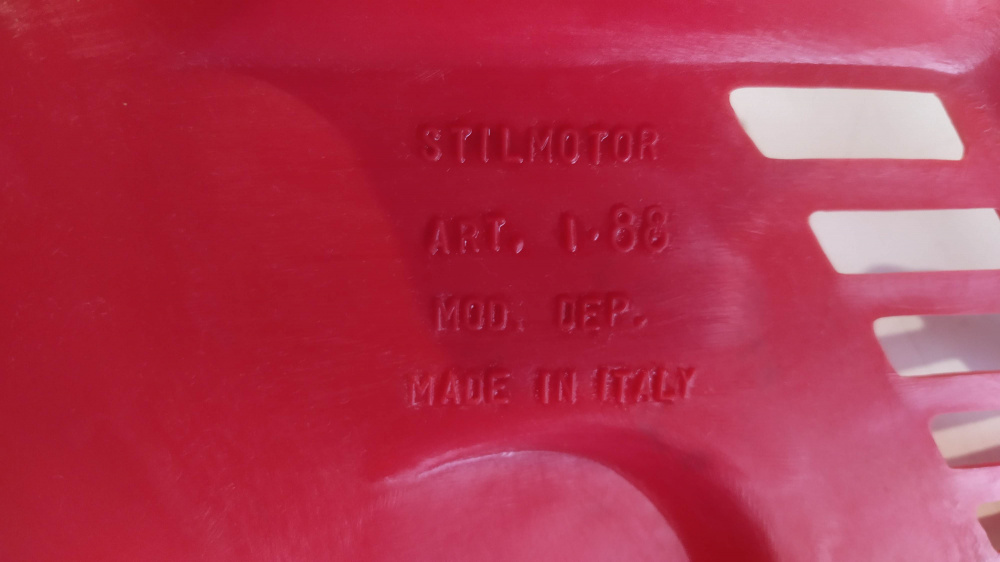 STILMOTOR
ART. 1.88
MOD. DEP.
MADE IN ITALY